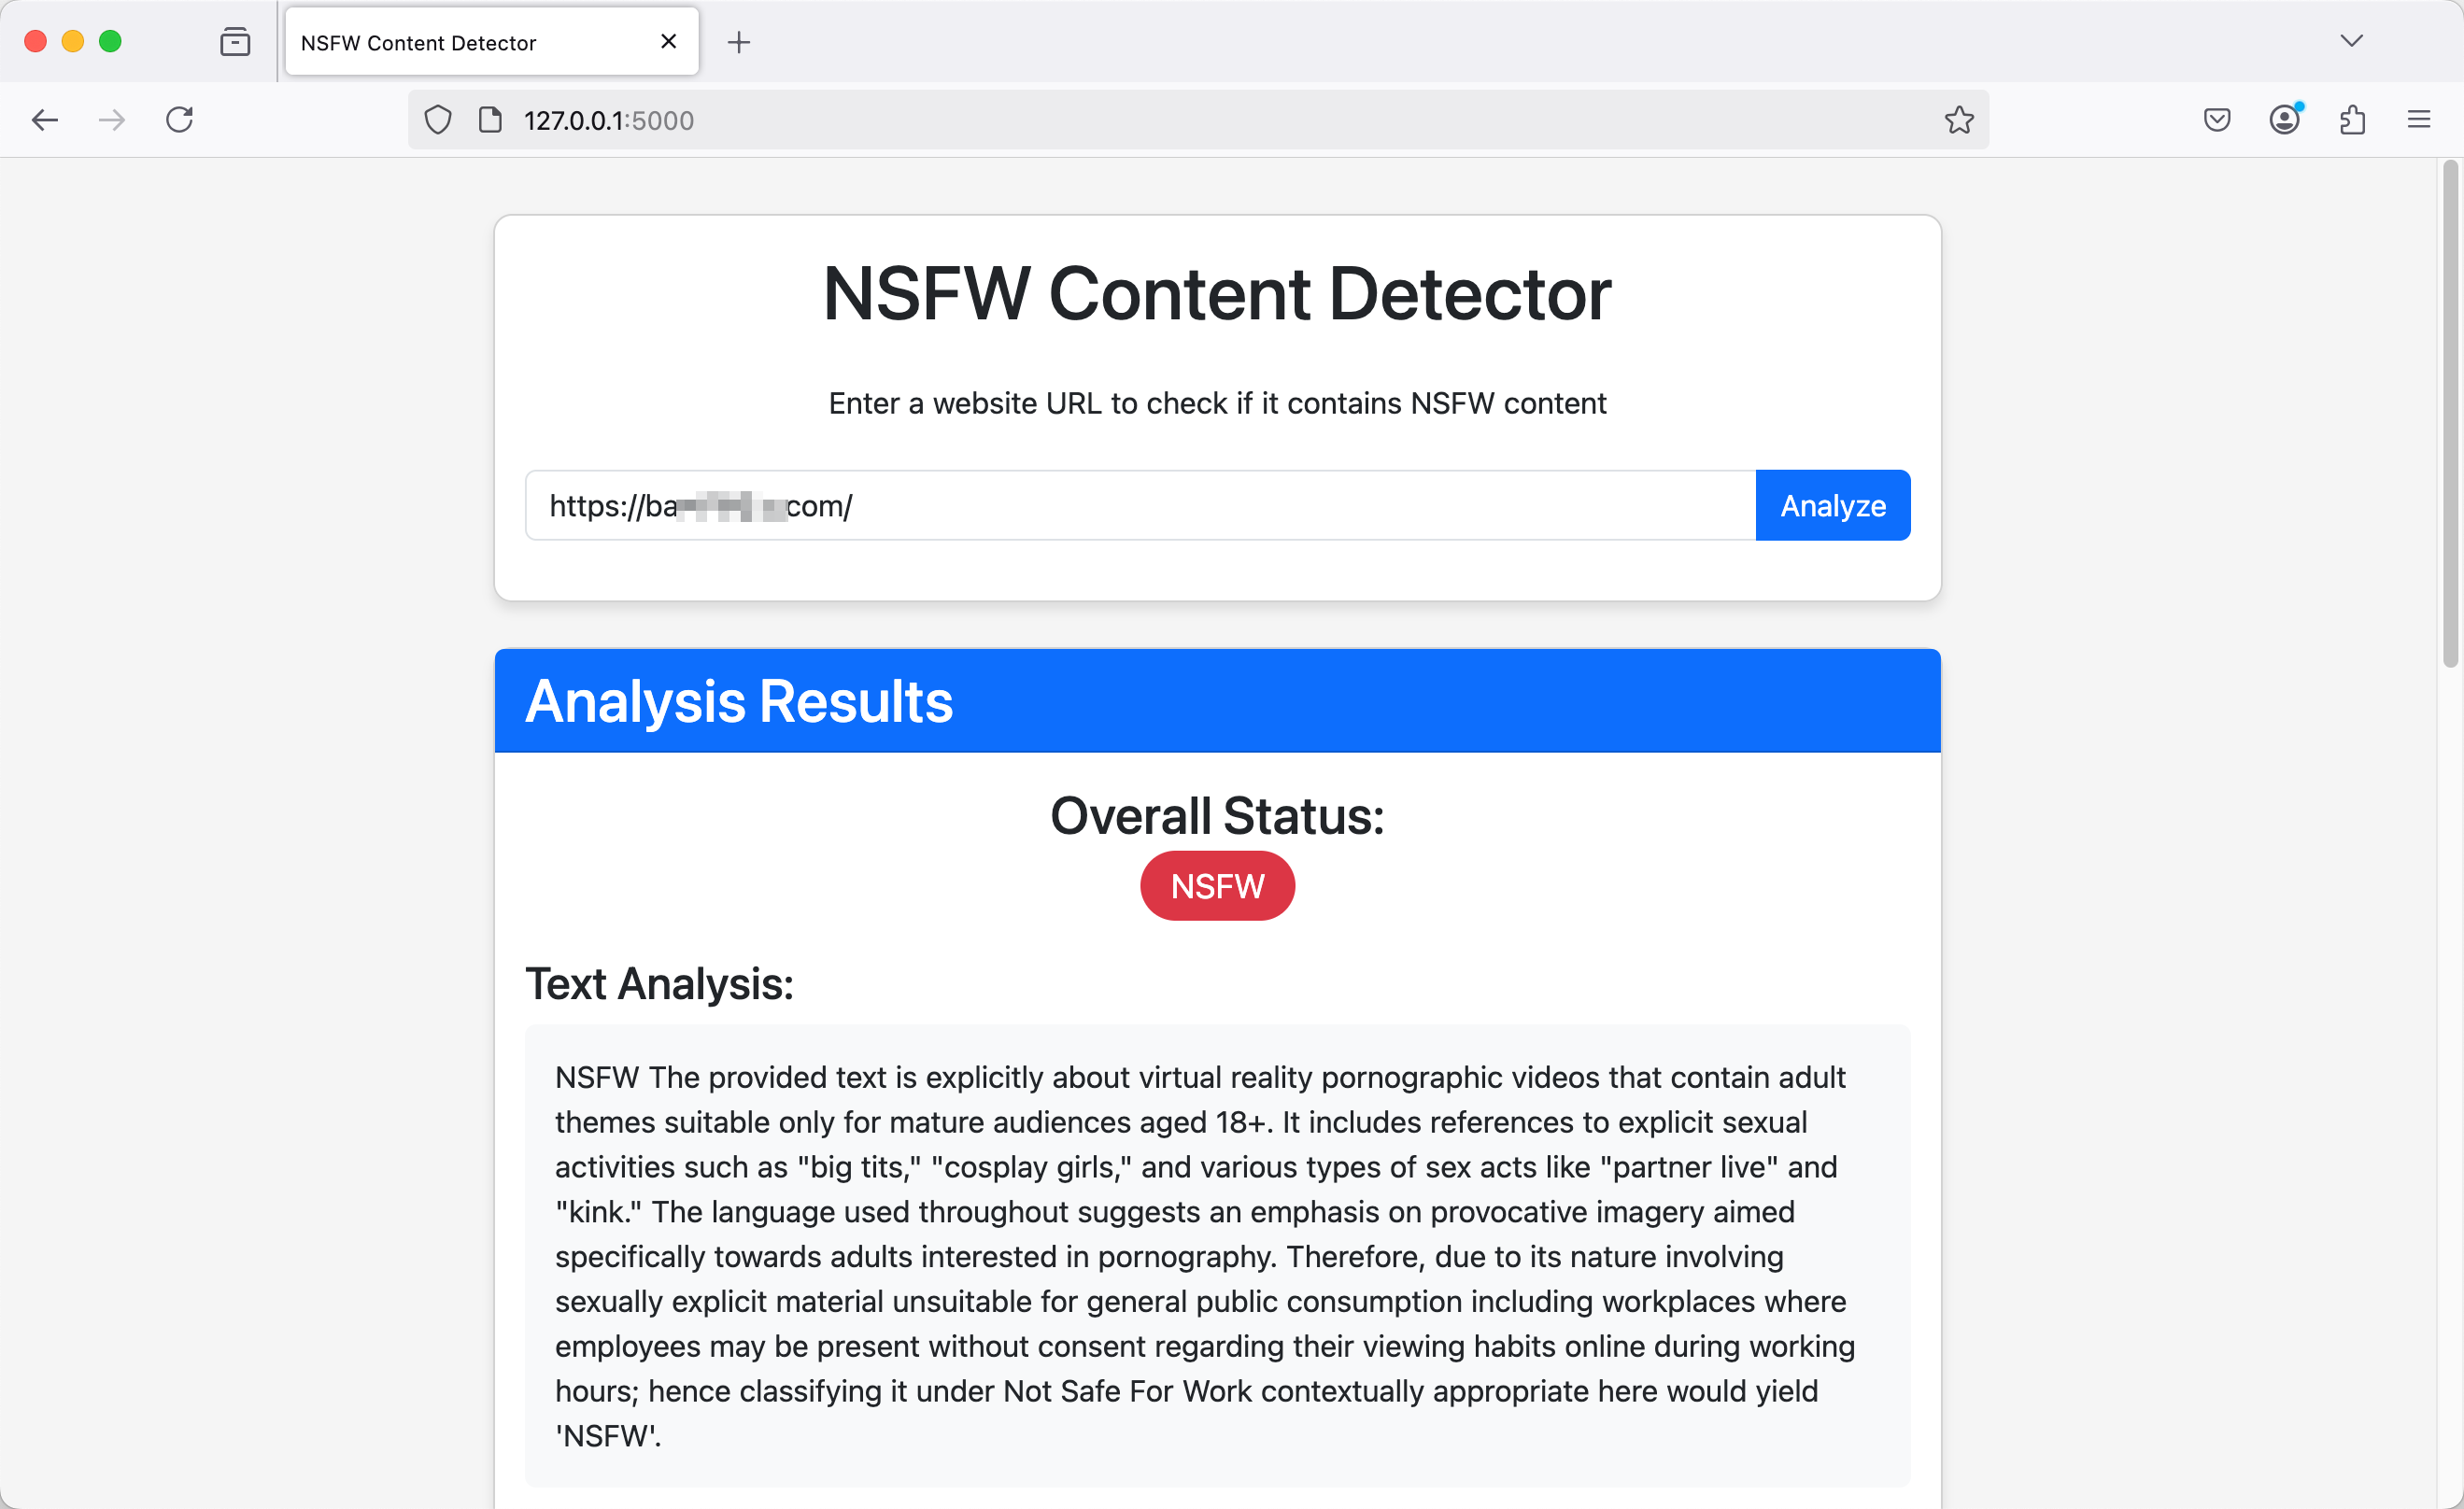 NSFW Content Detector
127.0.0.1:5000
NSFW Content Detector
Enter a website URL to check if it contains NSFW content
https://ba com/
Analyze
Analysis Results
Overall Status:
NSFW
Text Analysis:
NSFW The provided text is explicitly about virtual reality pornographic videos that contain adult
themes suitable only for mature audiences aged 18+. It includes references to explicit sexual
activities such as "big tits," "cosplay girls," and various types of sex acts like "partner live" and
"kink." The language used throughout suggests an emphasis on provocative imagery aimed
specifically towards adults interested in pornography. Therefore, due to its nature involving
sexually explicit material unsuitable for general public consumption including workplaces where
employees may be present without consent regarding their viewing habits online during working
hours; hence classifying it under Not Safe For Work contextually appropriate here would yield
'NSFW'.